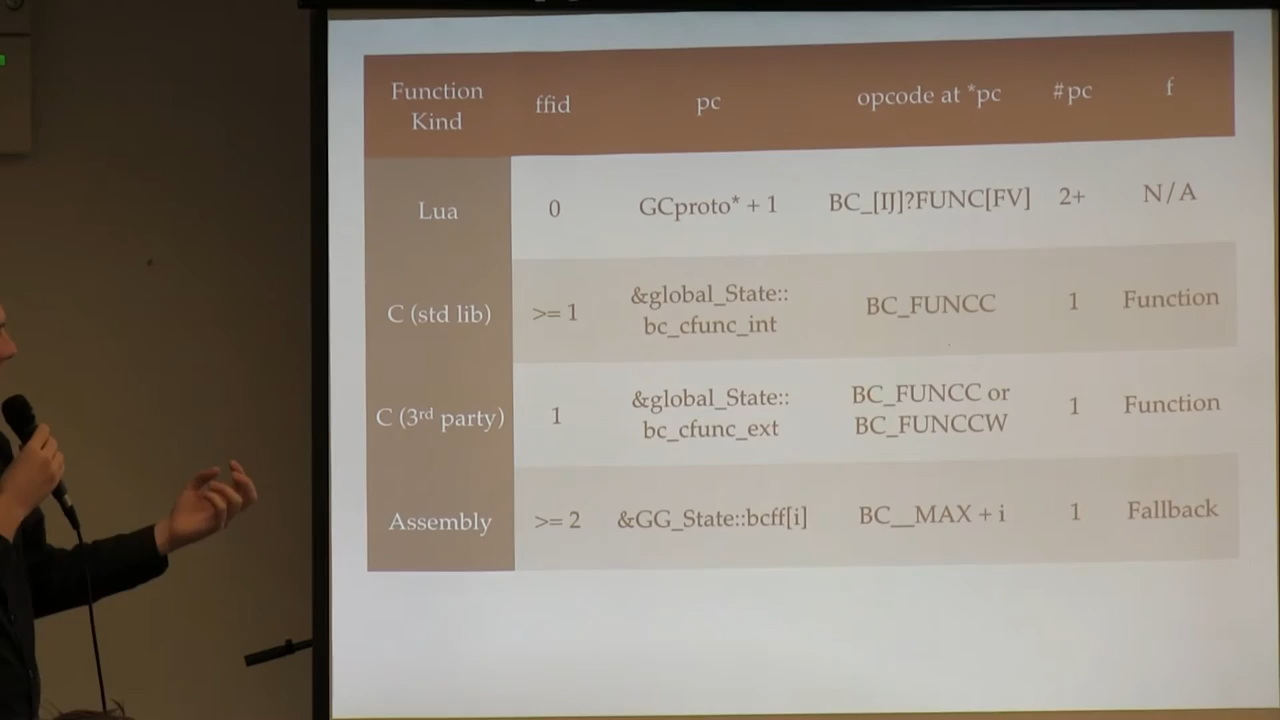 Function Kind ffid pc opcode at *pc #pc f
Lua 0 GCproto* + 1 BC_[IJ]?FUNC[FV] 2+ N/A
C (std lib) >= 1 &global_State:: bc_cfunc_int BC_FUNCC 1 Function
C (3rd party) 1 &global_State:: bc_cfunc_ext BC_FUNCC or BC_FUNCCW 1 Function
Assembly >= 2 &GG_State::bcff[i] BC__MAX + i 1 Fallback